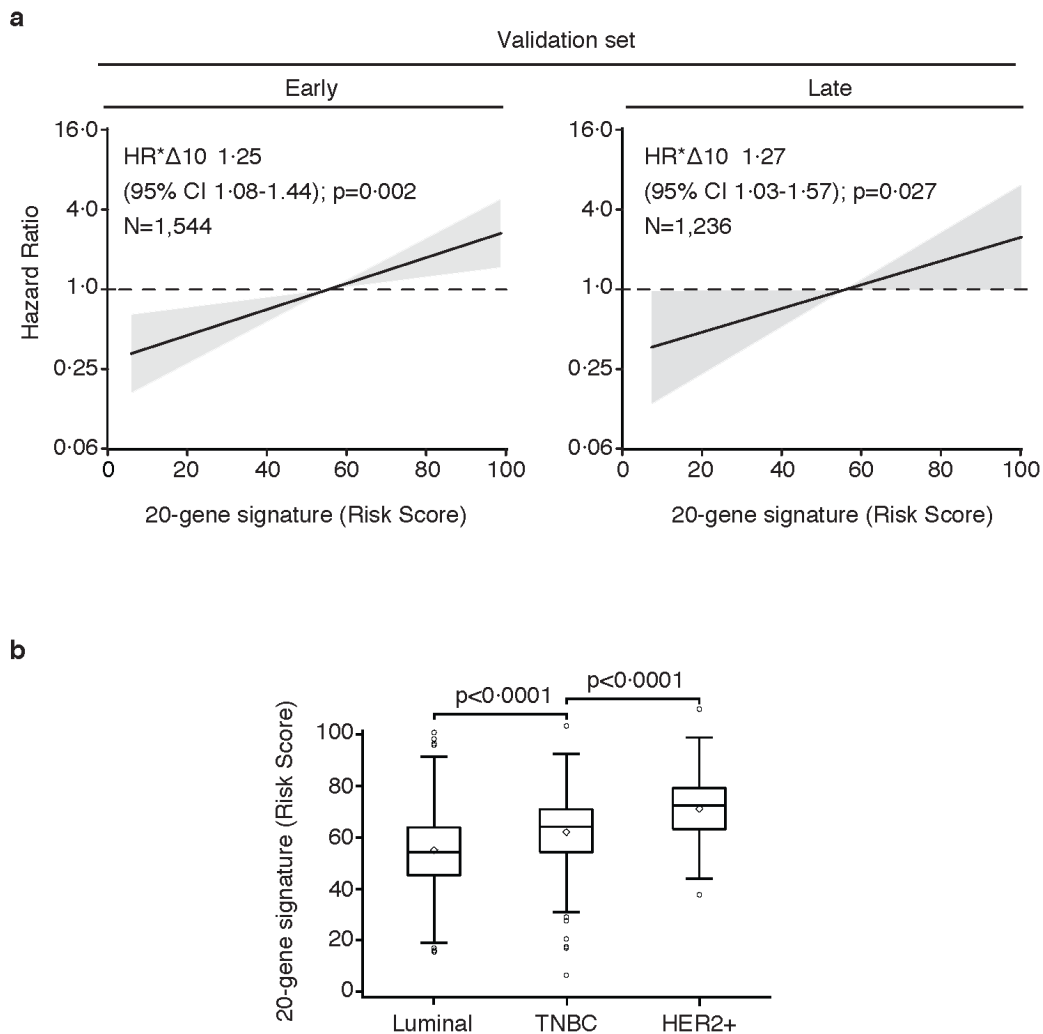 a
Validation set
Early
Late
16·0
4·0
1·0
0·25
0·06
Hazard Ratio
HR*Δ10 1·25
(95% CI 1·08-1.44); p=0·002
N=1,544
0 20 40 60 80 100
20-gene signature (Risk Score)
16·0
4·0
1·0
0·25
0·06
HR*Δ10 1·27
(95% CI 1·03-1·57); p=0·027
N=1,236
0 20 40 60 80 100
20-gene signature (Risk Score)
b
20-gene signature (Risk Score)
100
80
60
40
20
0
p<0·0001
p<0·0001
Luminal TNBC HER2+